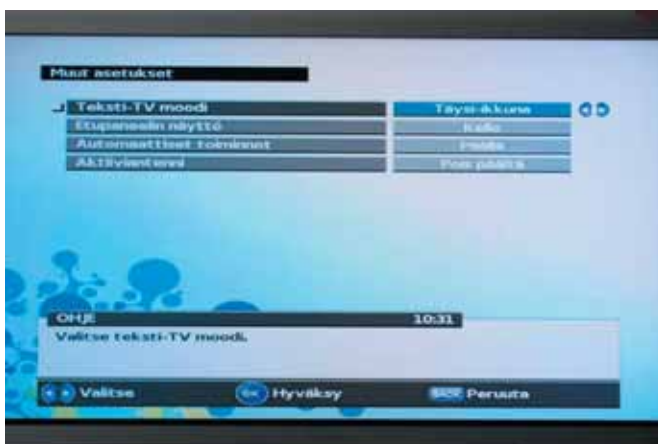 Muut asetukset
Teksti-TV moodi Täysi-ikkuna
Etupaneelin näyttö Kello
Automaattiset toiminnot Päällä
Aktiiviantenni Pois päältä
OHJE 10:31
Valitse teksti-TV moodi.
Valitse OK Hyväksy BACK Peruuta